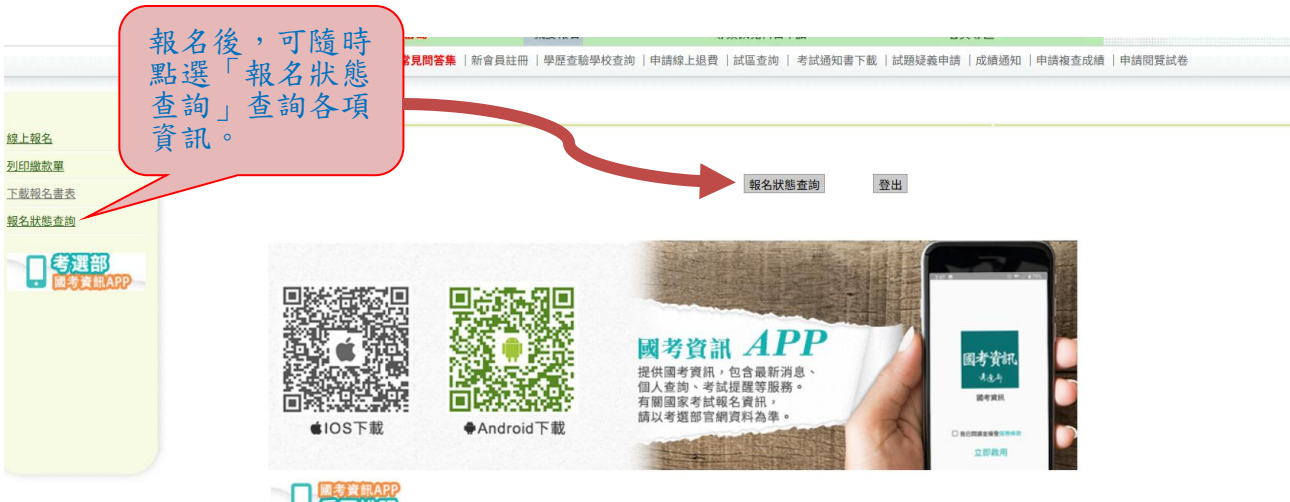 報名後，可隨時
點選「報名狀態
查詢」查詢各項
資訊。
常見問答集｜新會員註冊｜學歷查驗學校查詢｜申請線上退費｜試區查詢｜考試通知書下載｜試題疑義申請｜成績通知｜申請複查成績｜申請閱覽試卷
線上報名
列印繳款單
下載報名書表
報名狀態查詢
報名狀態查詢 登出
考選部
國考資訊APP
國考資訊 APP
提供國考資訊，包含最新消息、
個人查詢、考試提醒等服務。
有關國家考試報名資訊，
請以考選部官網資料為準。
IOS下載
Android下載
國考資訊
考選部
國考資訊
立即啟用
國考資訊APP